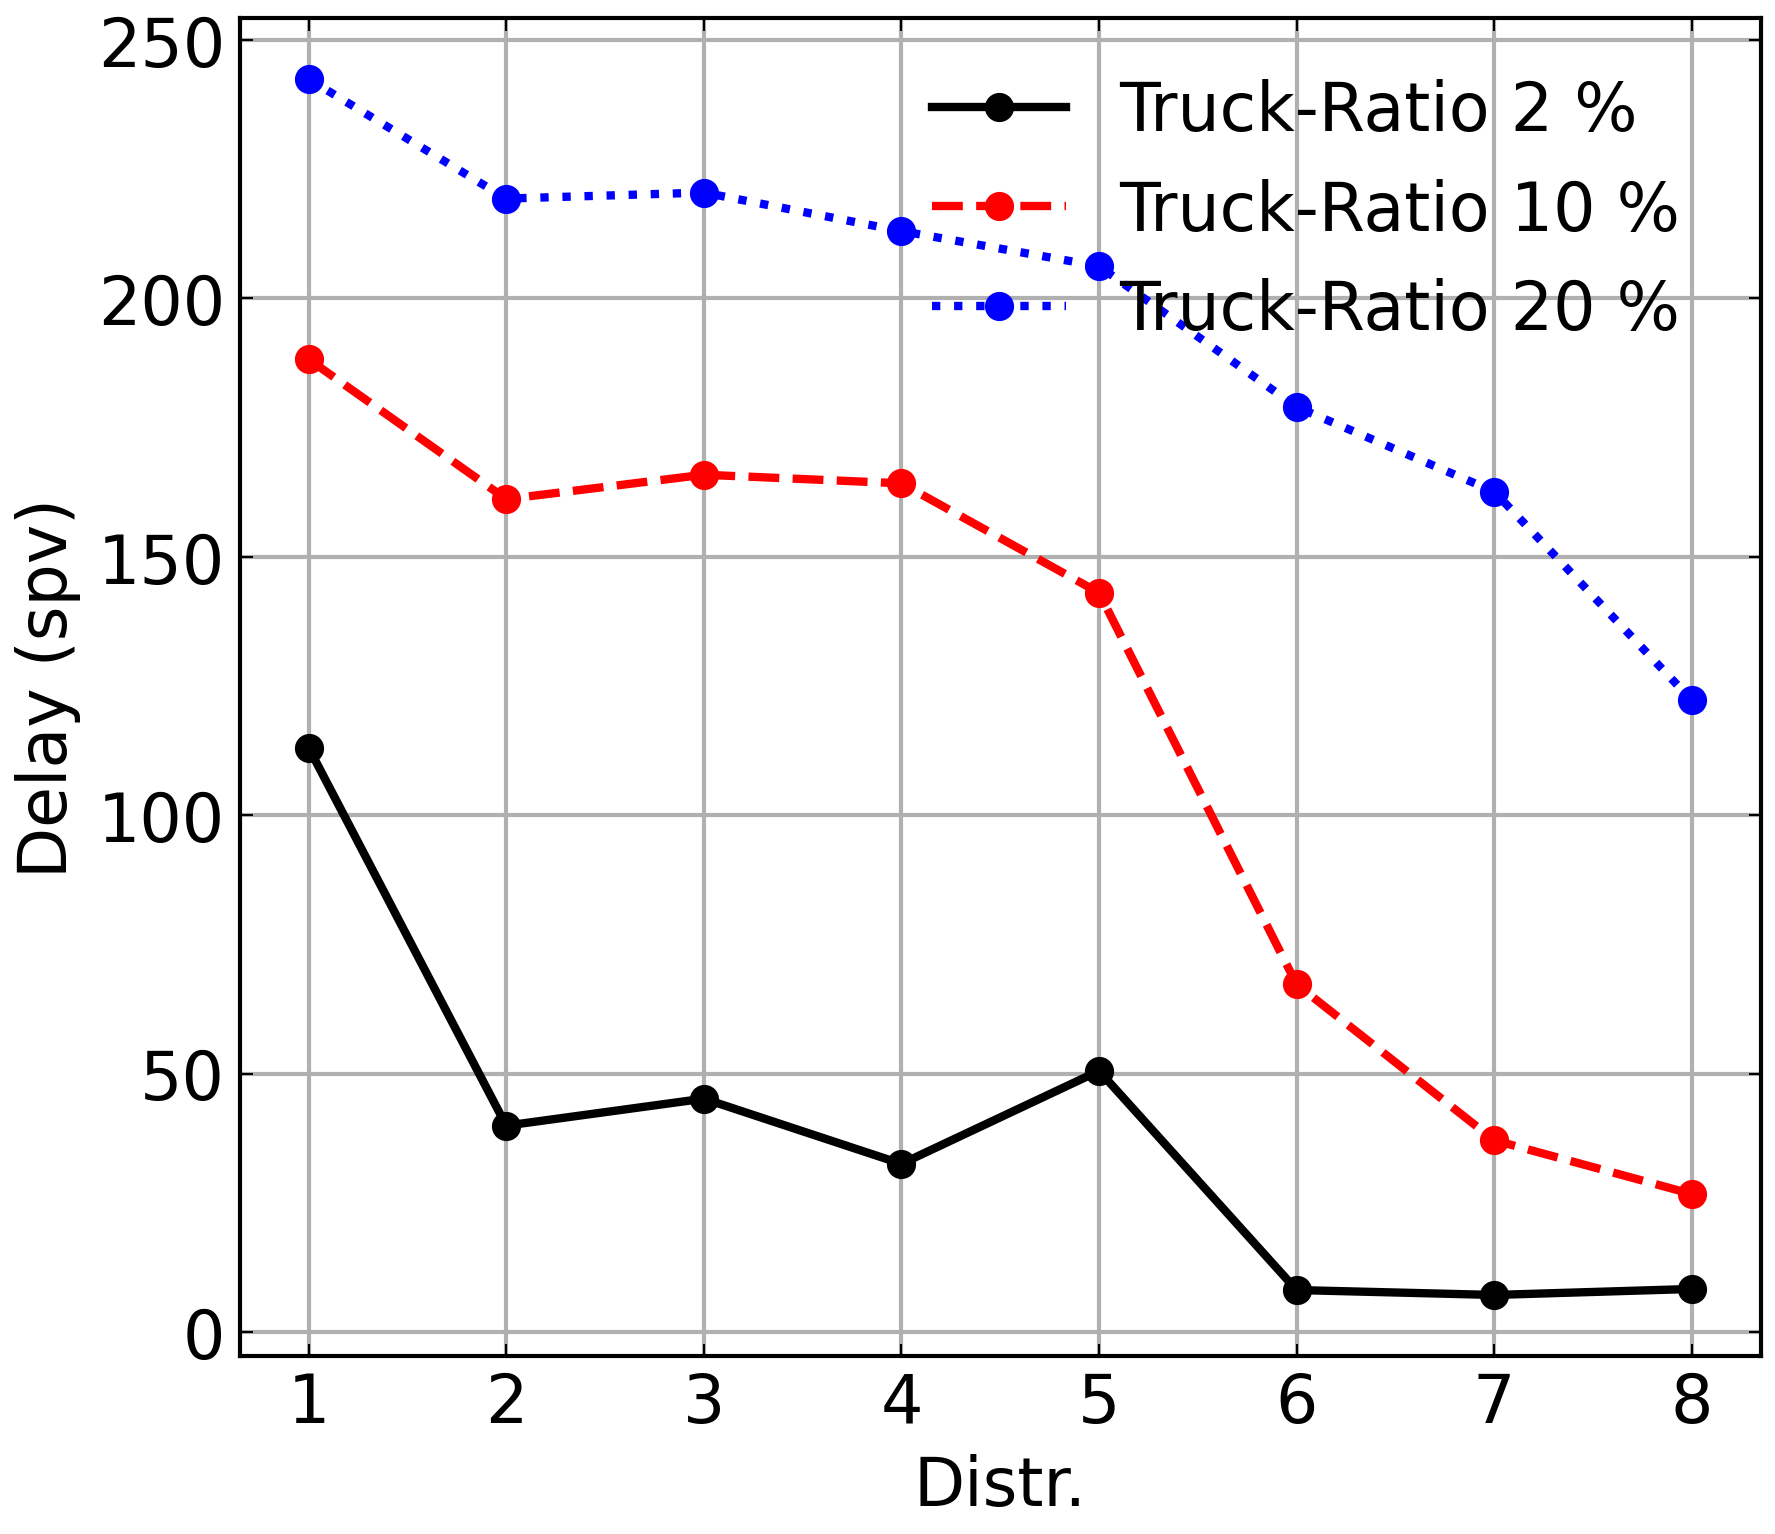 250
200
150
100
50
0
Delay (spv)
Truck-Ratio 2 %
Truck-Ratio 10 %
Truck-Ratio 20 %
1 2 3 4 5 6 7 8
Distr.